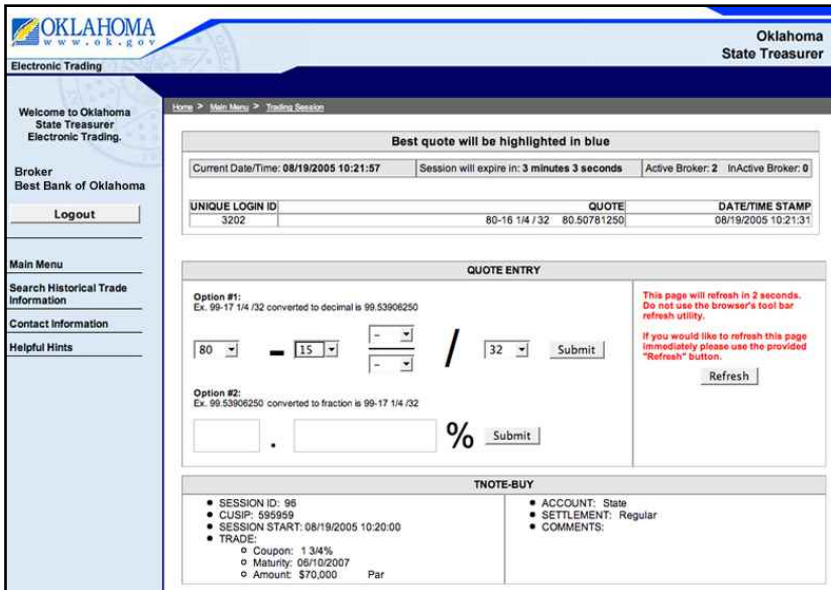 OKLAHOMA
www.ok.gov
Oklahoma
State Treasurer
Electronic Trading
Welcome to Oklahoma
State Treasurer
Electronic Trading.
Broker
Best Bank of Oklahoma
Logout
Main Menu
Search Historical Trade
Information
Contact Information
Helpful Hints
Home > Main Menu > Trading Session
Best quote will be highlighted in blue
Current Date/Time: 08/19/2005 10:21:57 Session will expire in: 3 minutes 3 seconds Active Broker: 2 InActive Broker: 0
UNIQUE LOGIN ID QUOTE DATE/TIME STAMP
3202 80-16 1/4 / 32 80.50781250 08/19/2005 10:21:31
QUOTE ENTRY
Option #1:
Ex. 99-17 1/4 /32 converted to decimal is 99.53906250
80 - 15 - / - / 32 Submit
Option #2:
Ex. 99.53906250 converted to fraction is 99-17 1/4 /32
. % Submit
This page will refresh in 2 seconds.
Do not use the browser's tool bar
refresh utility.
If you would like to refresh this page
immediately please use the provided
"Refresh" button.
Refresh
TNOTE-BUY
SESSION ID: 96
CUSIP: 595959
SESSION START: 08/19/2005 10:20:00
TRADE:
Coupon: 1 3/4%
Maturity: 06/10/2007
Amount: $70,000 Par
ACCOUNT: State
SETTLEMENT: Regular
COMMENTS: